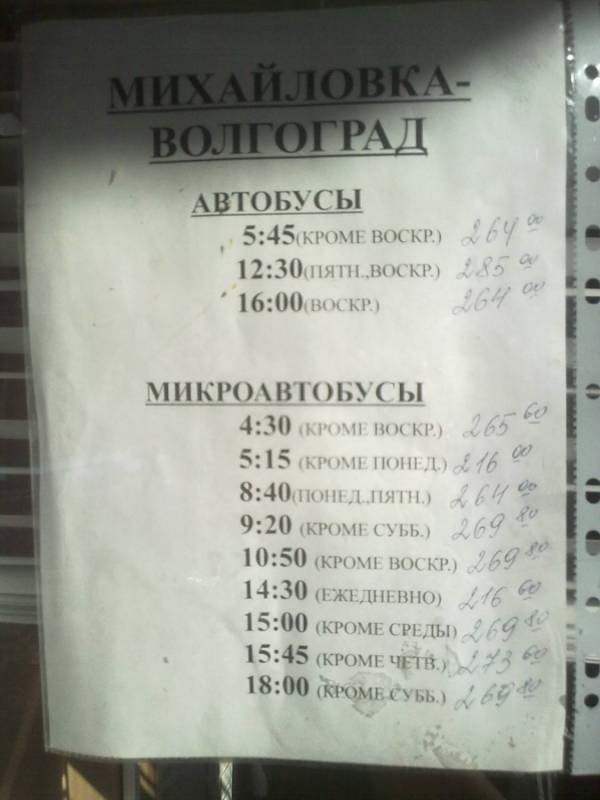 МИХАЙЛОВКА-
ВОЛГОГРАД
АВТОБУСЫ
5:45(КРОМЕ ВОСКР.) 264 00
12:30(ПЯТН.,ВОСКР.) 285 00
16:00(ВОСКР.) 264 00
МИКРОАВТОБУСЫ
4:30 (КРОМЕ ВОСКР.) 265 60
5:15 (КРОМЕ ПОНЕД.) 216 00
8:40(ПОНЕД.,ПЯТН.) 264 00
9:20 (КРОМЕ СУББ.) 269 80
10:50 (КРОМЕ ВОСКР.) 269 80
14:30 (ЕЖЕДНЕВНО) 216 60
15:00 (КРОМЕ СРЕДЫ) 269 80
15:45 (КРОМЕ ЧЕТВ.) 273 60
18:00 (КРОМЕ СУББ.) 269 80